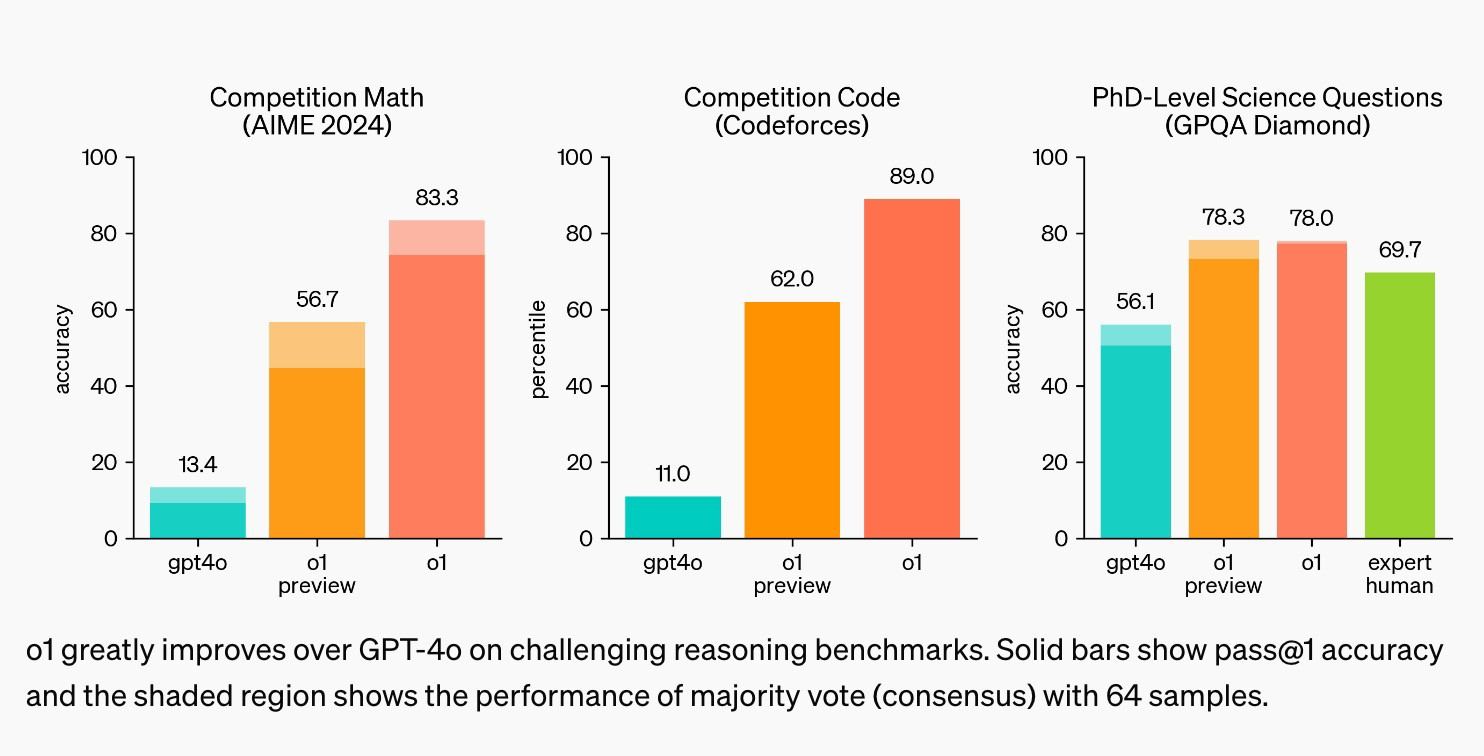 Competition Math
(AIME 2024)
100
80
60
40
20
0
accuracy
13.4
56.7
83.3
gpt4o
o1
preview
o1
Competition Code
(Codeforces)
100
80
60
40
20
0
percentile
11.0
62.0
89.0
gpt4o
o1
preview
o1
PhD-Level Science Questions
(GPQA Diamond)
100
80
60
40
20
0
accuracy
56.1
78.3
78.0
69.7
gpt4o
o1
preview
o1
expert
human
o1 greatly improves over GPT-4o on challenging reasoning benchmarks. Solid bars show pass@1 accuracy
and the shaded region shows the performance of majority vote (consensus) with 64 samples.